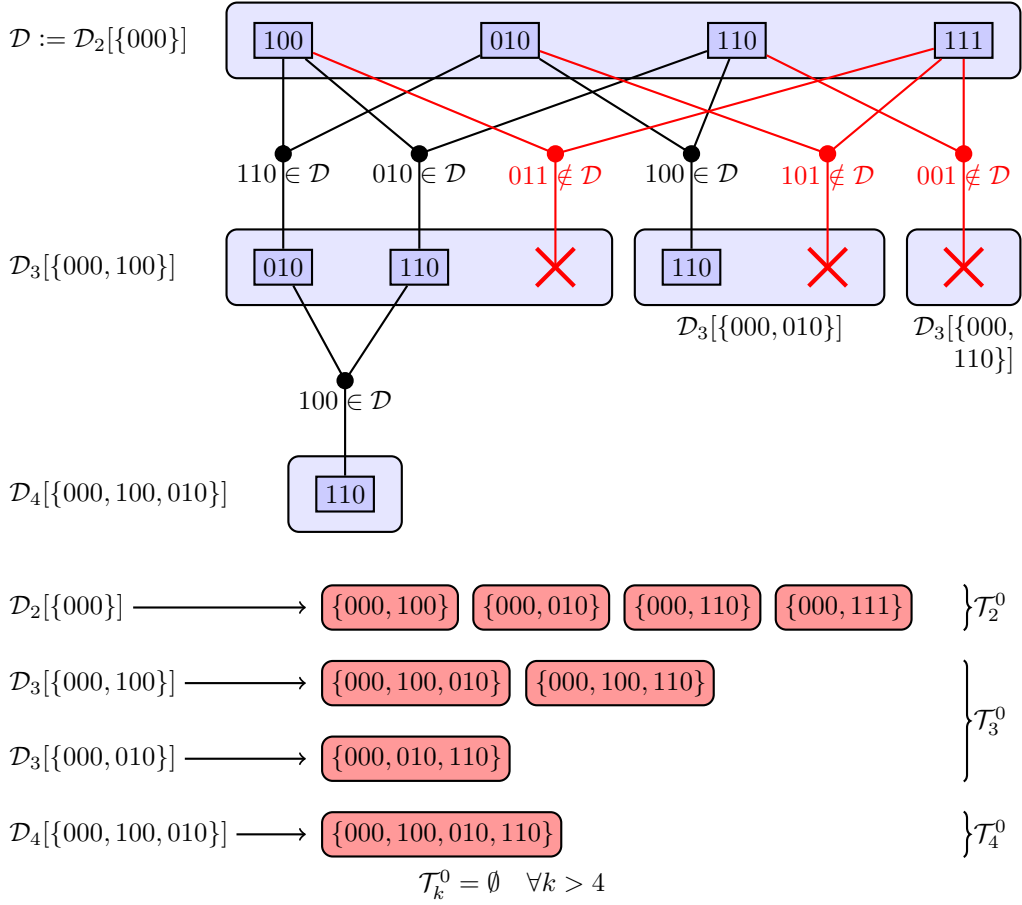 𝒟 := 𝒟₂[{000}] 100 010 110 111
110 ∈ 𝒟 010 ∈ 𝒟 011 ∉ 𝒟 100 ∈ 𝒟 101 ∉ 𝒟 001 ∉ 𝒟
𝒟₃[{000, 100}] 010 110 110
𝒟₃[{000, 010}] 𝒟₃[{000,
110}]
100 ∈ 𝒟
𝒟₄[{000, 100, 010}] 110
𝒟₂[{000}] {000, 100} {000, 010} {000, 110} {000, 111} 𝒯₂⁰
𝒟₃[{000, 100}] {000, 100, 010} {000, 100, 110}
𝒯₃⁰
𝒟₃[{000, 010}] {000, 010, 110}
𝒟₄[{000, 100, 010}] {000, 100, 010, 110} 𝒯₄⁰
𝒯ₖ⁰ = ∅ ∀k > 4